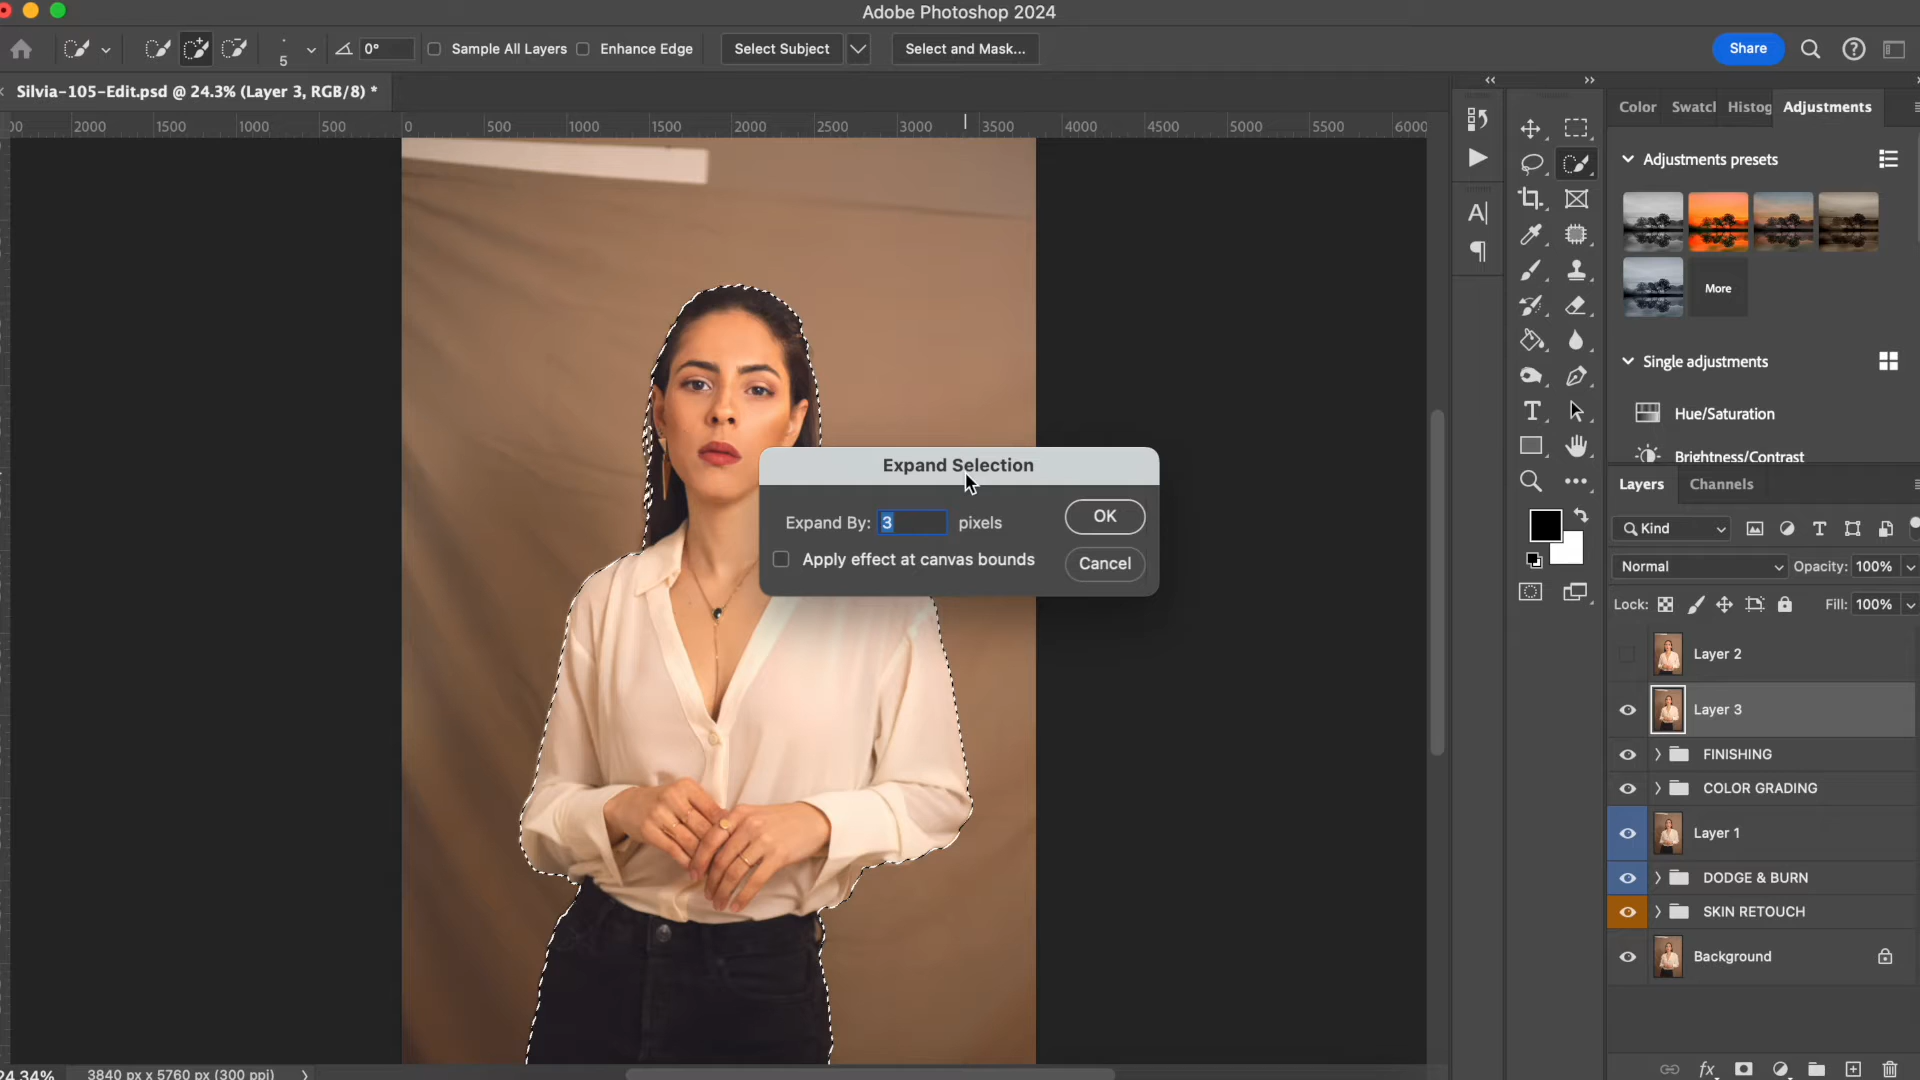 Adobe Photoshop 2024
5
0°
Sample All Layers
Enhance Edge
Select Subject
Select and Mask...
Share
Silvia-105-Edit.psd @ 24.3% (Layer 3, RGB/8) *
00 2000 1500 1000 500 0 500 1000 1500 2000 2500 3000 3500 4000 4500 5000 5500 6000
Color Swatcl Histog Adjustments
Adjustments presets
More
Single adjustments
Hue/Saturation
Brightness/Contrast
Expand Selection
Expand By: 3 pixels
OK
Apply effect at canvas bounds
Cancel
Layers Channels
Kind
Normal Opacity: 100%
Lock: Fill: 100%
Layer 2
Layer 3
FINISHING
COLOR GRADING
Layer 1
DODGE & BURN
SKIN RETOUCH
Background
24.34% 3840 px x 5760 px (300 ppi)